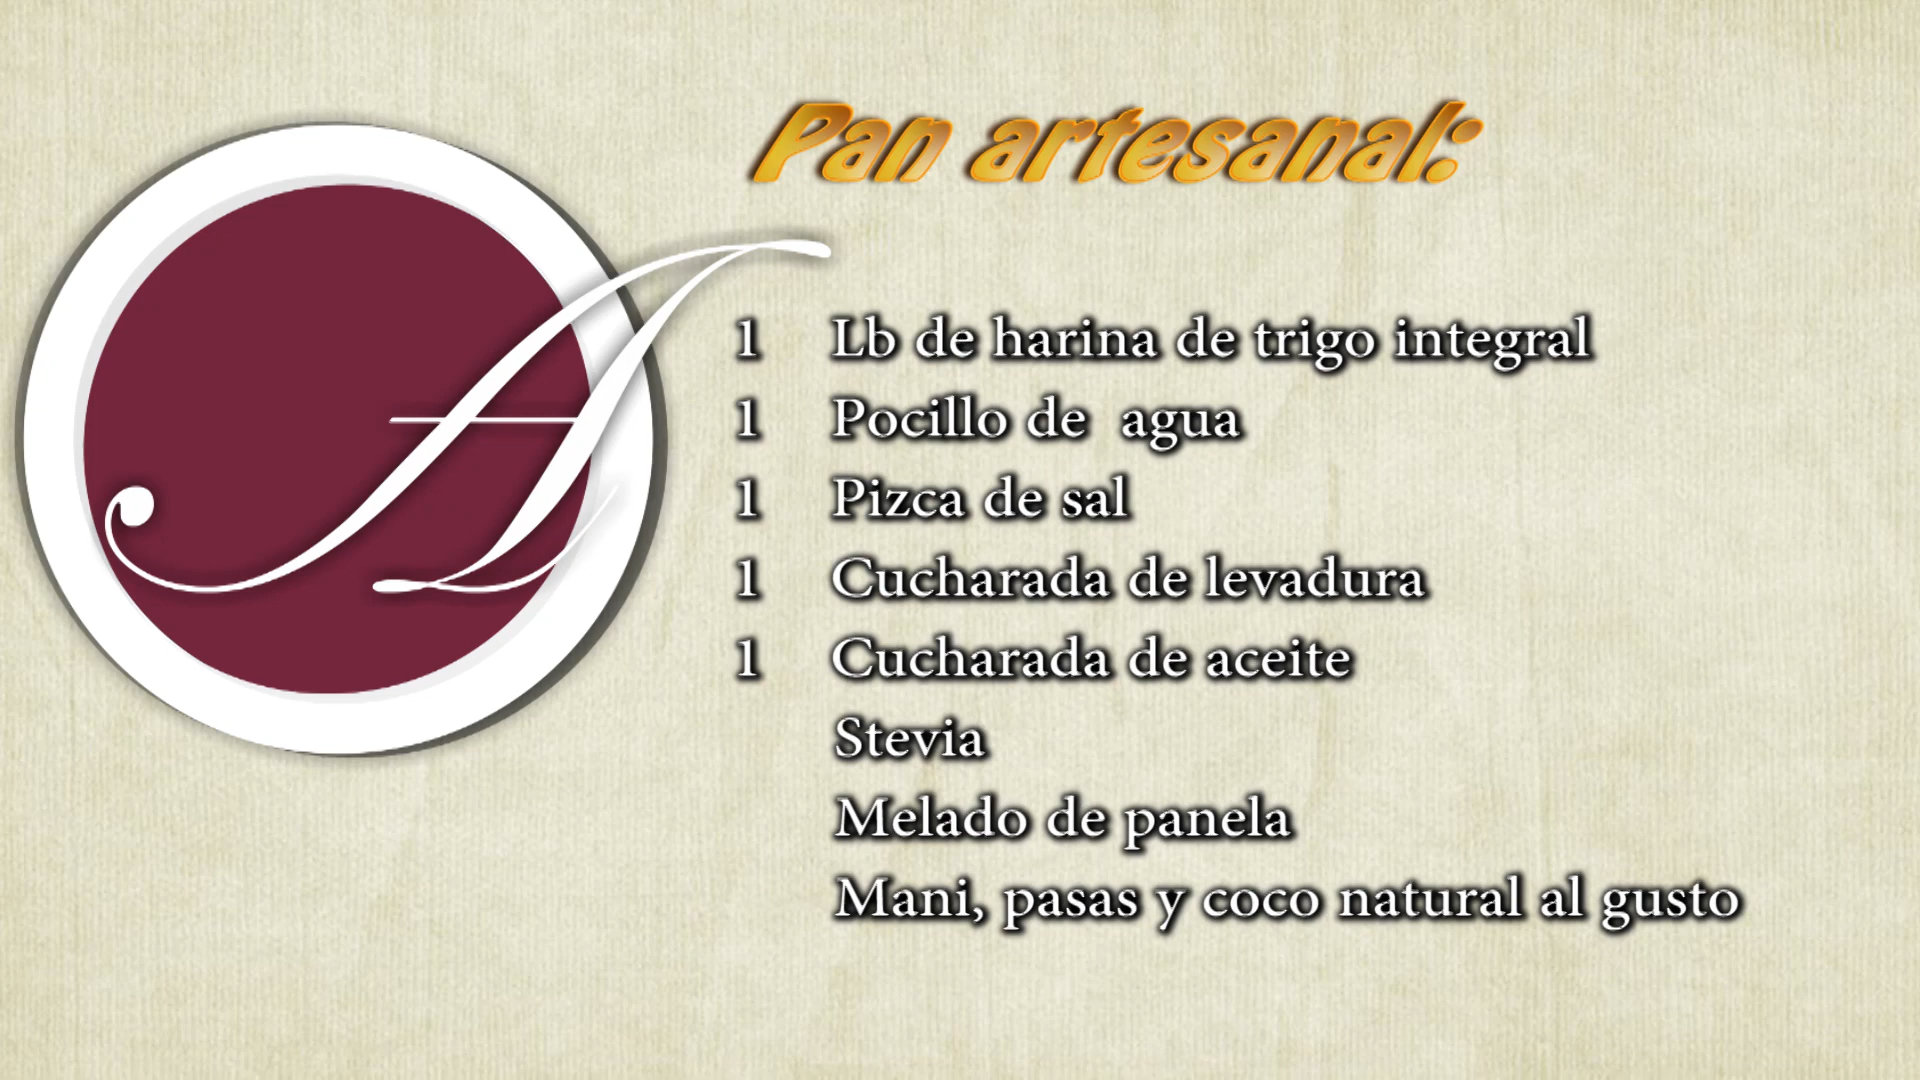 Pan artesanal:
A
1 Lb de harina de trigo integral
1 Pocillo de agua
1 Pizca de sal
1 Cucharada de levadura
1 Cucharada de aceite
Stevia
Melado de panela
Mani, pasas y coco natural al gusto